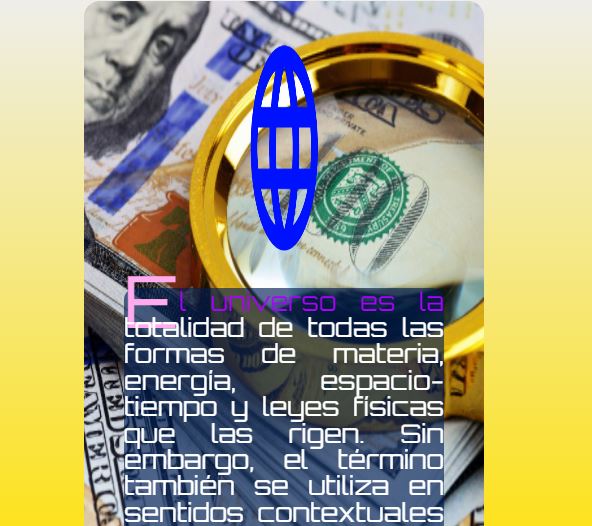 El universo es la
totalidad de todas las
formas de materia,
energía, espacio-
tiempo y leyes físicas
que las rigen. Sin
embargo, el término
también se utiliza en
sentidos contextuales